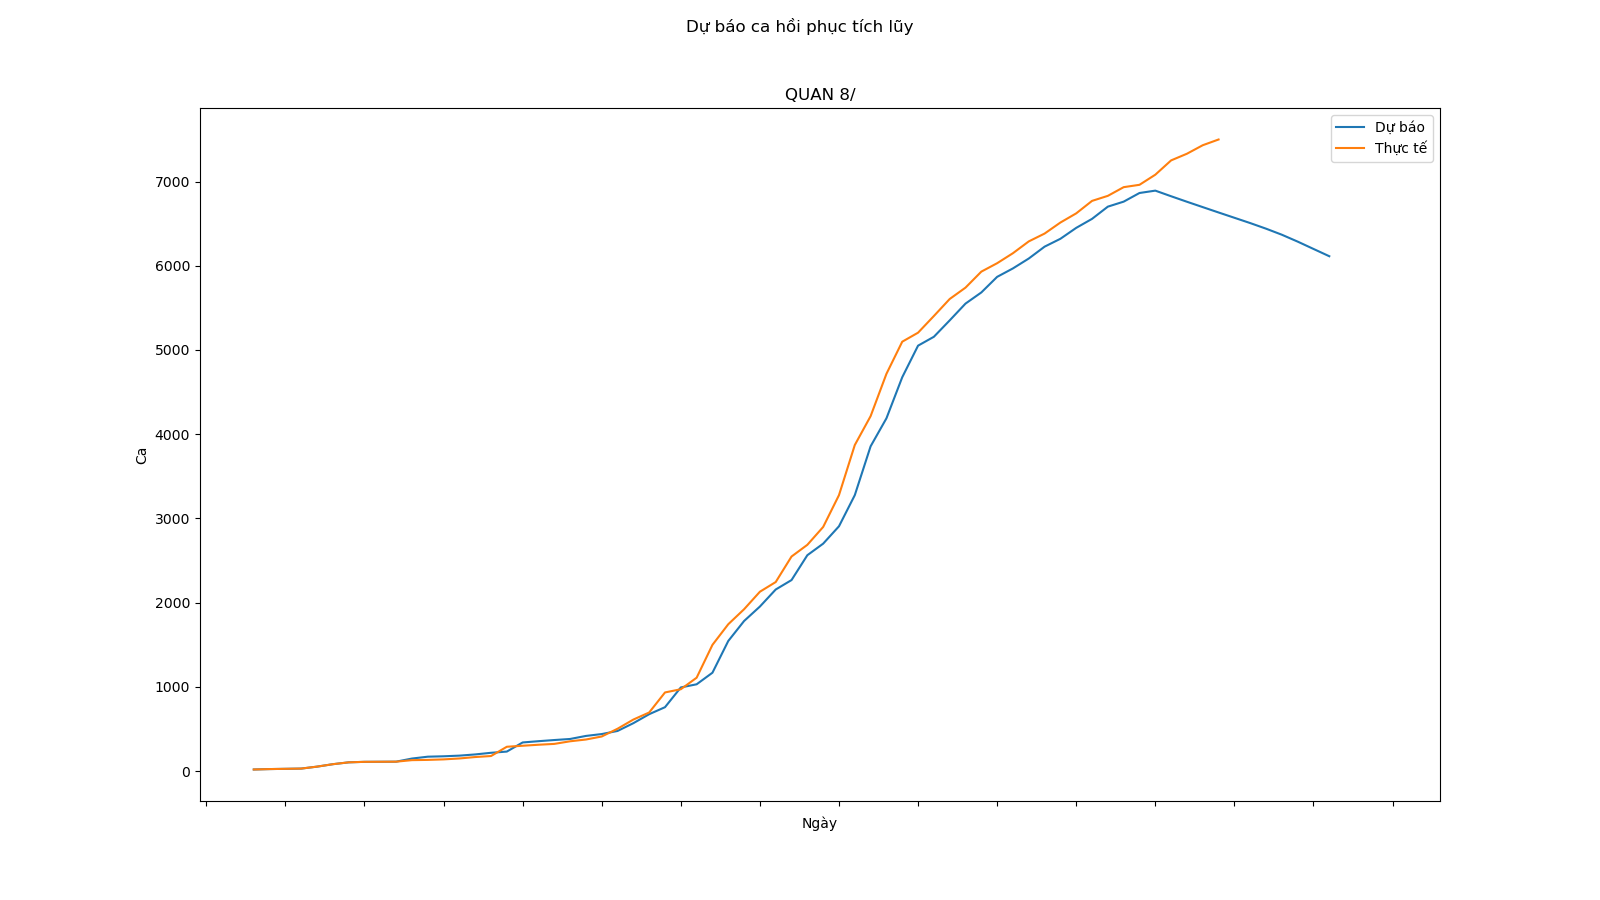 Dự báo ca hồi phục tích lũy
QUAN 8/
Dự báo
Thực tế
7000
6000
5000
4000
3000
2000
1000
0
Ca
Ngày